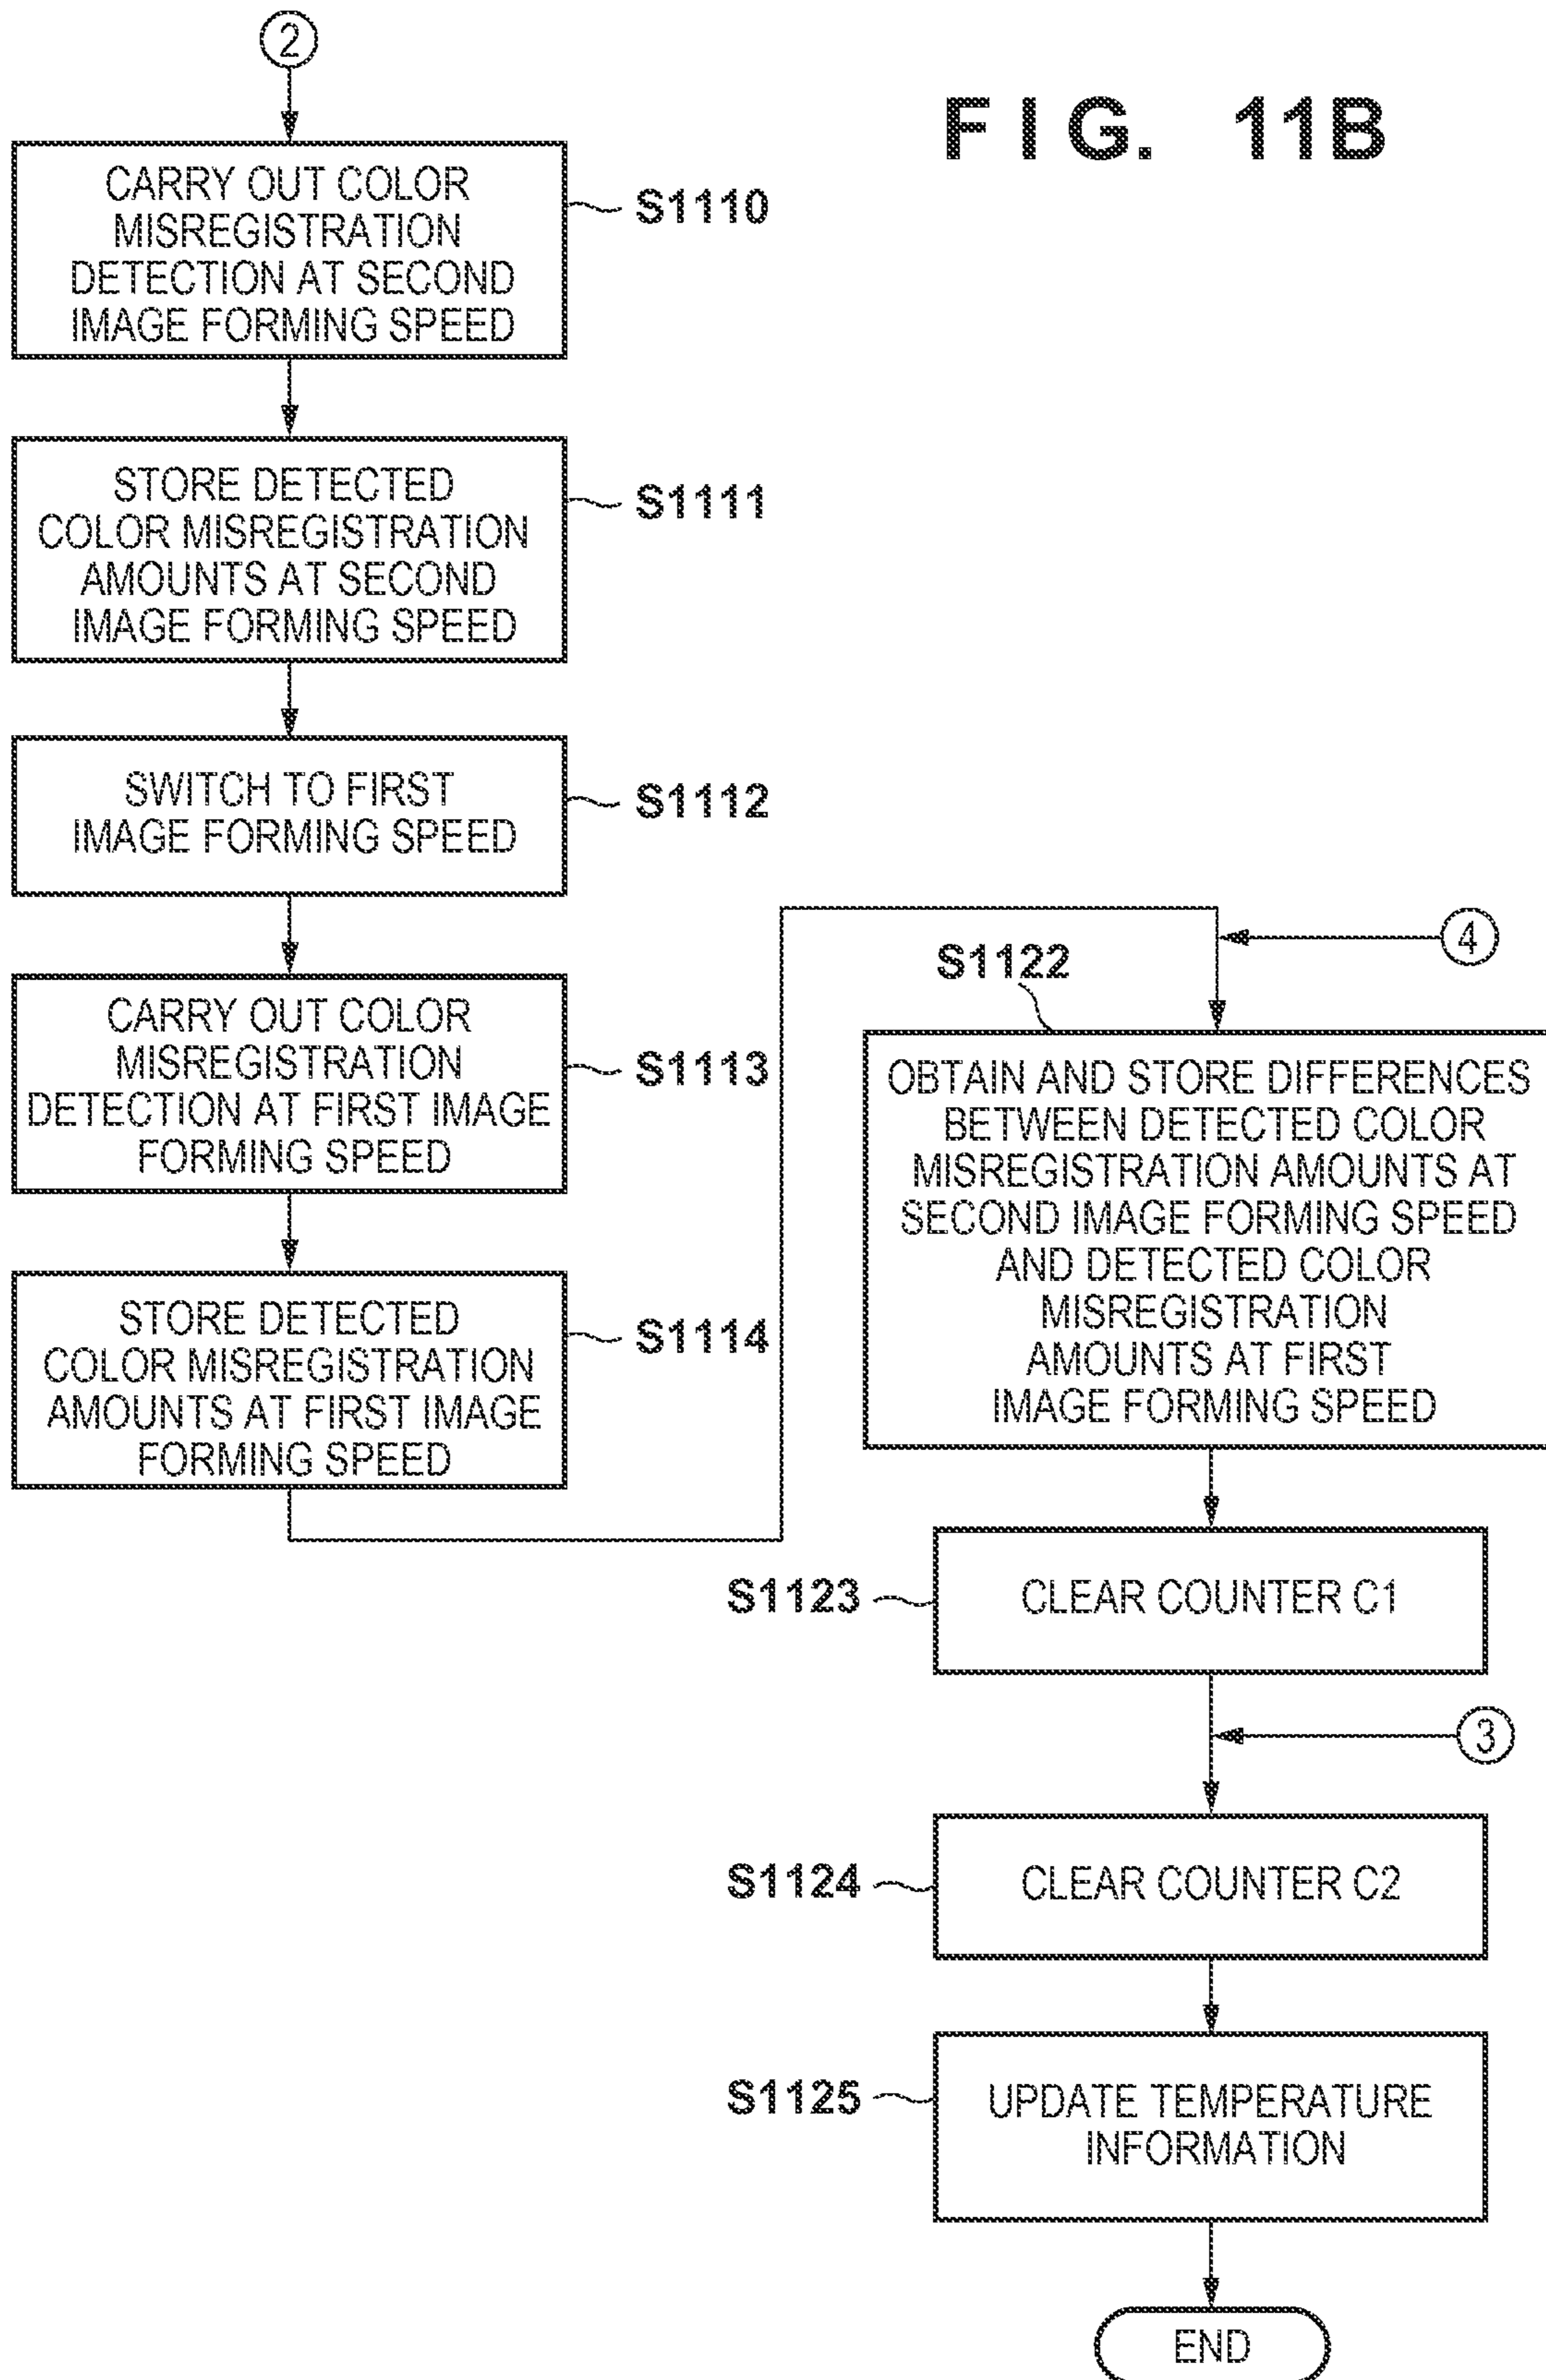 2
FIG. 11B
CARRY OUT COLOR
MISREGISTRATION
DETECTION AT SECOND
IMAGE FORMING SPEED
S1110
STORE DETECTED
COLOR MISREGISTRATION
AMOUNTS AT SECOND
IMAGE FORMING SPEED
S1111
SWITCH TO FIRST
IMAGE FORMING SPEED
S1112
CARRY OUT COLOR
MISREGISTRATION
DETECTION AT FIRST IMAGE
FORMING SPEED
S1113
STORE DETECTED
COLOR MISREGISTRATION
AMOUNTS AT FIRST IMAGE
FORMING SPEED
S1114
4
S1122
OBTAIN AND STORE DIFFERENCES
BETWEEN DETECTED COLOR
MISREGISTRATION AMOUNTS AT
SECOND IMAGE FORMING SPEED
AND DETECTED COLOR
MISREGISTRATION
AMOUNTS AT FIRST
IMAGE FORMING SPEED
S1123
CLEAR COUNTER C1
3
S1124
CLEAR COUNTER C2
S1125
UPDATE TEMPERATURE
INFORMATION
END